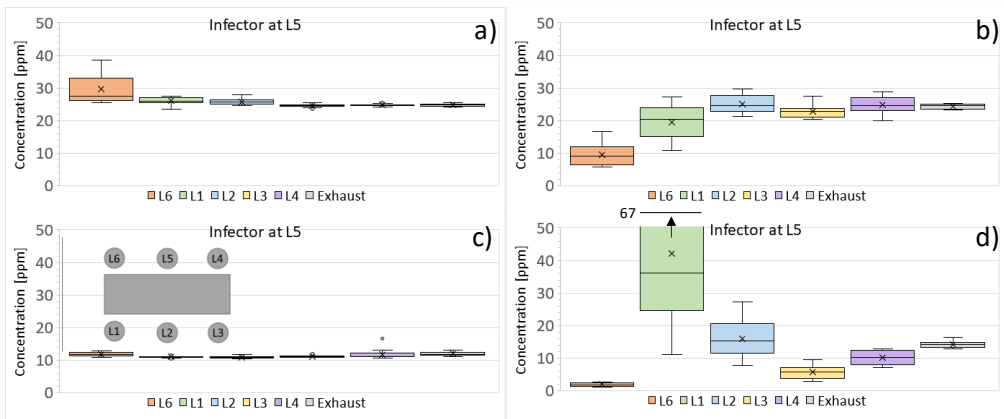 Infector at L5
a)
Concentration [ppm]
50
40
30
20
10
0
L6 L1 L2 L3 L4 Exhaust
Infector at L5
b)
Concentration [ppm]
50
40
30
20
10
0
L6 L1 L2 L3 L4 Exhaust
Infector at L5
c)
Concentration [ppm]
50
40
30
20
10
0
L6 L5 L4
L1 L2 L3
L6 L1 L2 L3 L4 Exhaust
67
Infector at L5
d)
Concentration [ppm]
50
40
30
20
10
0
L6 L1 L2 L3 L4 Exhaust